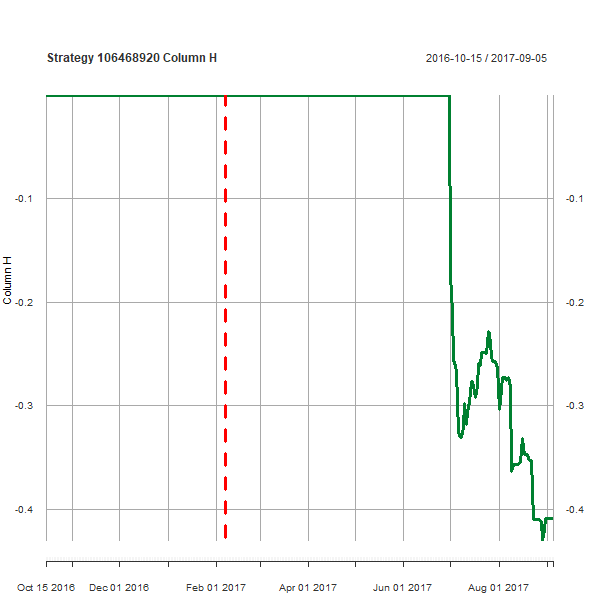 Strategy 106468920 Column H
2016-10-15 / 2017-09-05
-0.1
-0.1
-0.2
-0.2
-0.3
-0.3
-0.4
-0.4
Column H
Oct 15 2016
Dec 01 2016
Feb 01 2017
Apr 01 2017
Jun 01 2017
Aug 01 2017